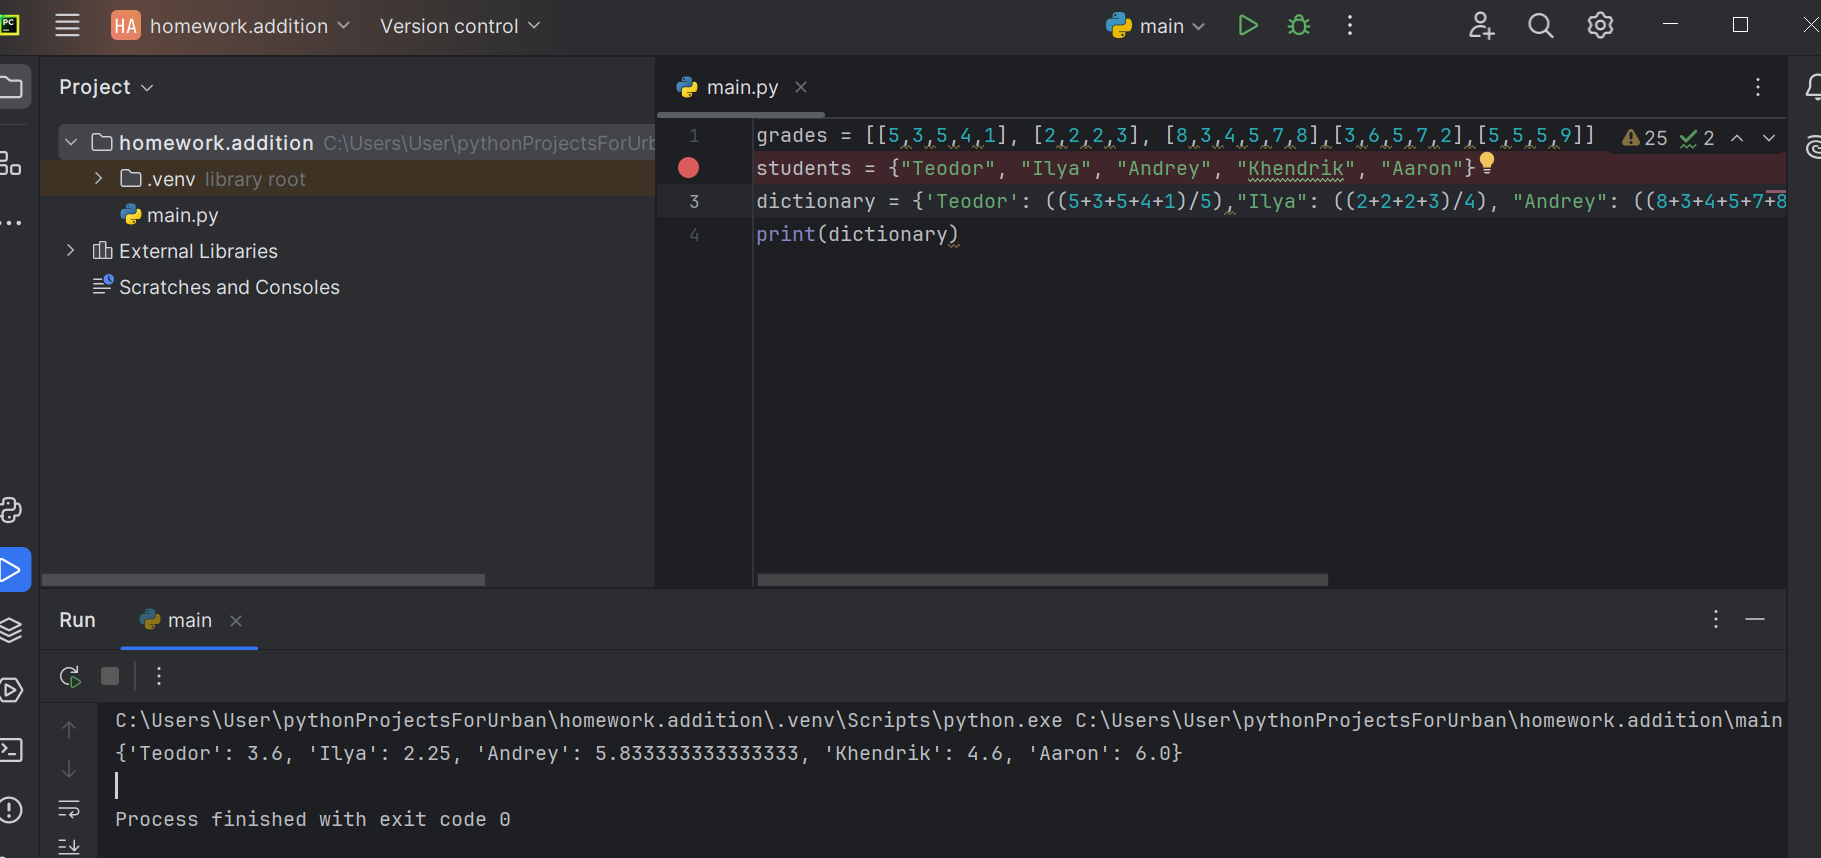 PC
HA homework.addition Version control main
Project
main.py
homework.addition C:\Users\User\pythonProjectsForUrb
.venv library root
main.py
External Libraries
Scratches and Consoles
1 grades = [[5,3,5,4,1], [2,2,2,3], [8,3,4,5,7,8],[3,6,5,7,2],[5,5,5,9]] 25 2
students = {"Teodor", "Ilya", "Andrey", "Khendrik", "Aaron"}
3 dictionary = {'Teodor': ((5+3+5+4+1)/5),"Ilya": ((2+2+2+3)/4), "Andrey": ((8+3+4+5+7+8
4 print(dictionary)
Run main
C:\Users\User\pythonProjectsForUrban\homework.addition\.venv\Scripts\python.exe C:\Users\User\pythonProjectsForUrban\homework.addition\main
{'Teodor': 3.6, 'Ilya': 2.25, 'Andrey': 5.833333333333333, 'Khendrik': 4.6, 'Aaron': 6.0}
Process finished with exit code 0